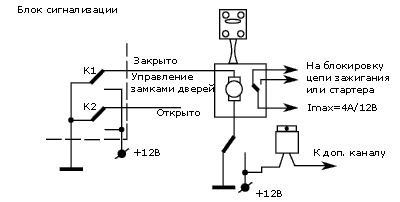 Блок сигнализации
Закрыто
K1
Управление
замками дверей
K2
Открыто
+12В
На блокировку
цепи зажигания
или стартера
Imax=4А/12В
К доп. каналу
+12В